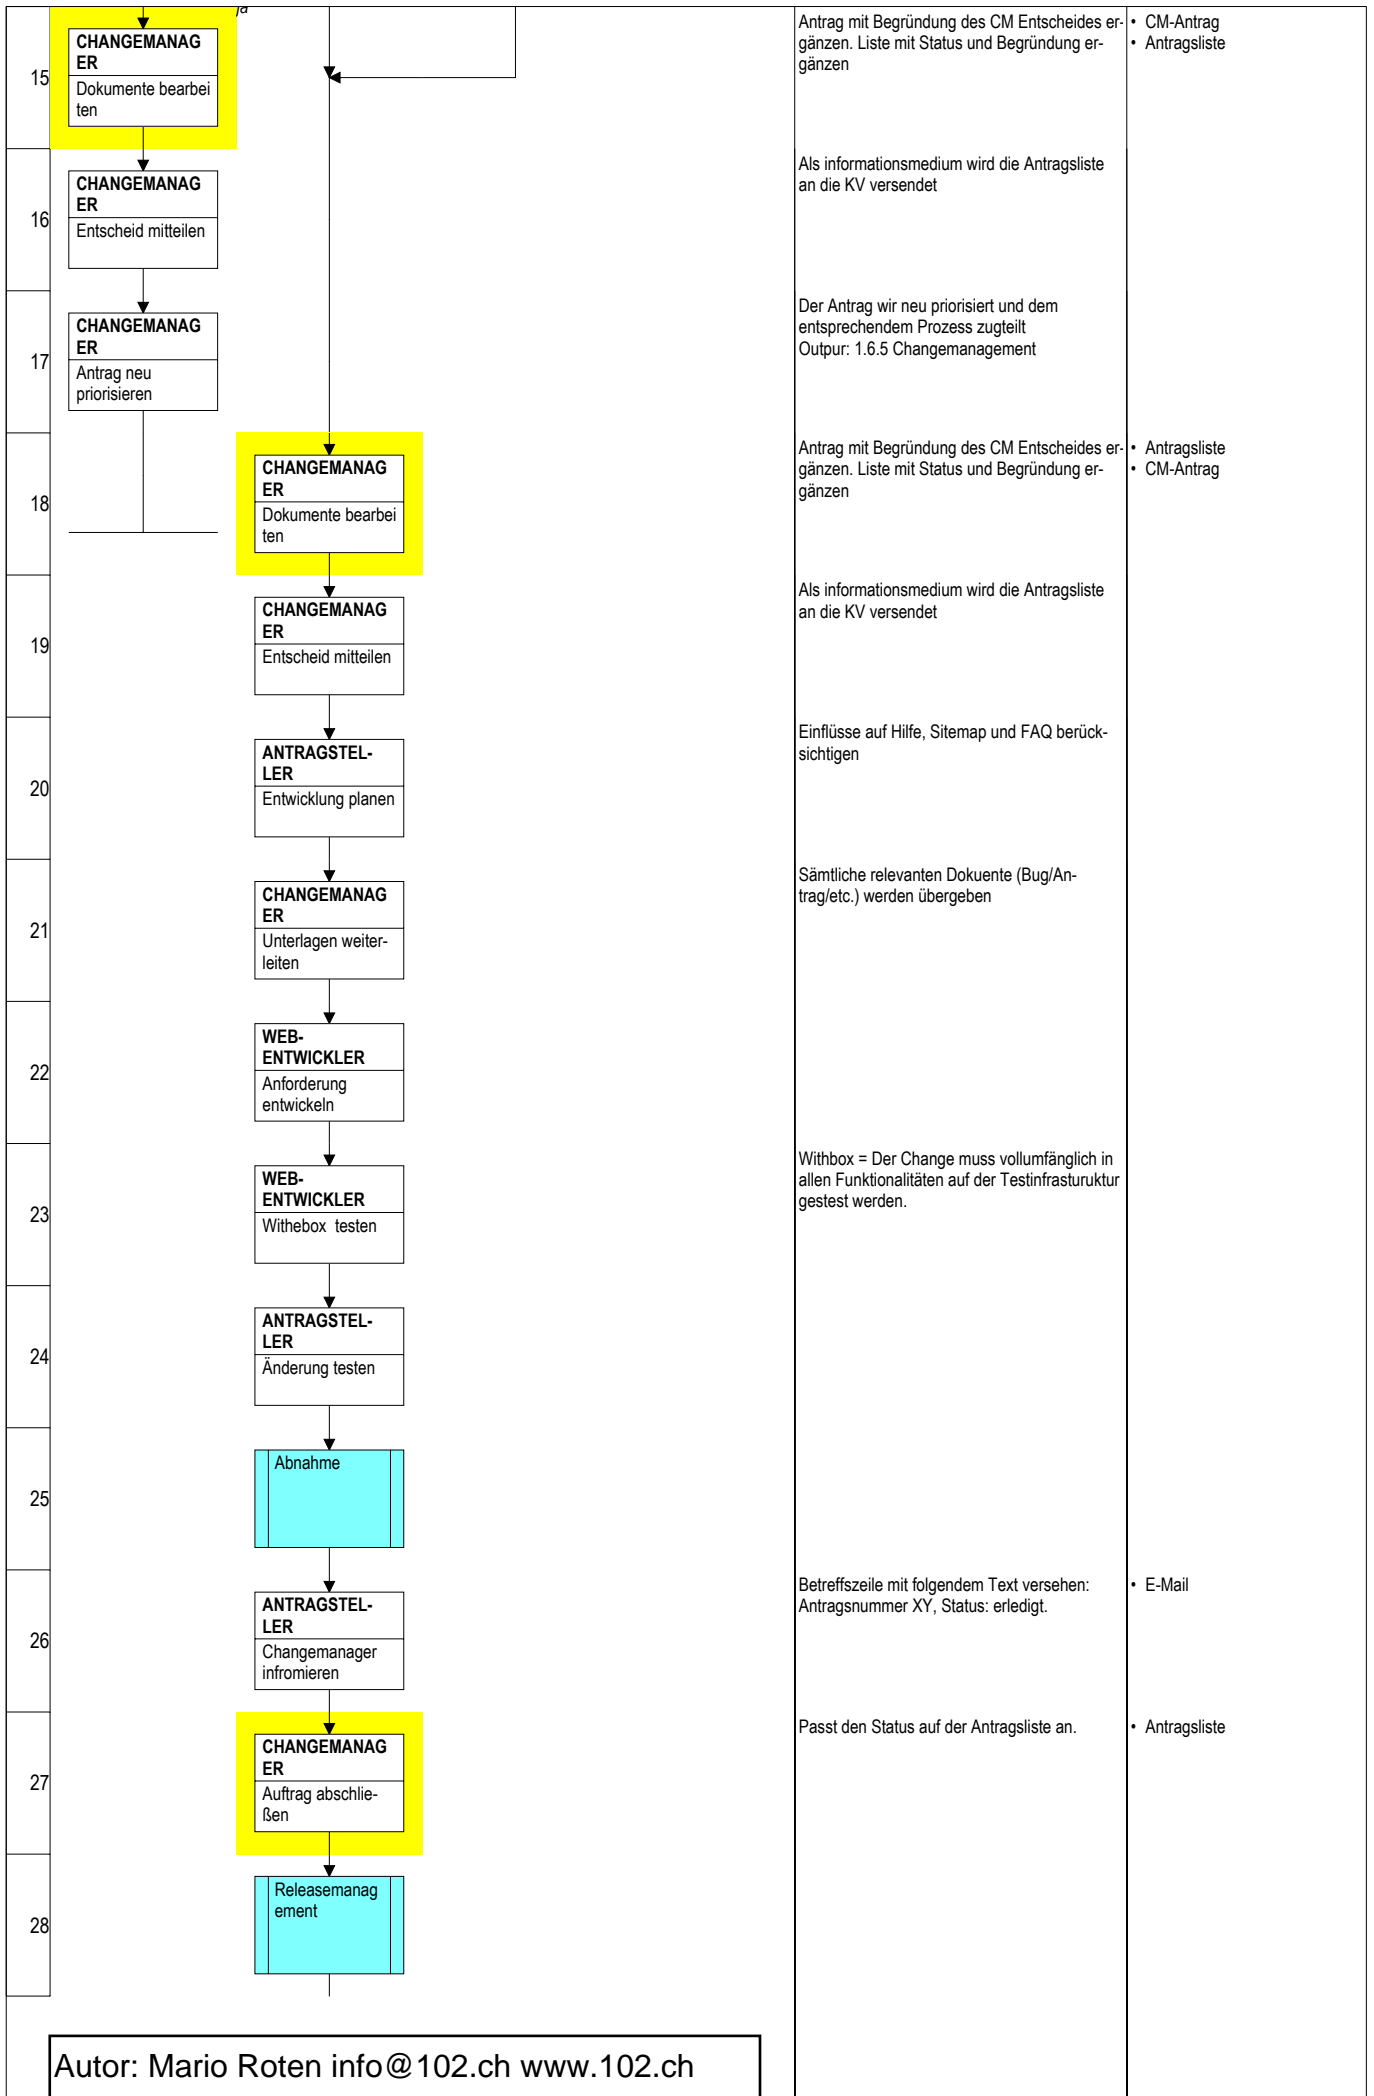 ja
CHANGEMANAG
ER
Dokumente bearbei
ten
15
Antrag mit Begründung des CM Entscheides er-
gänzen. Liste mit Status und Begründung er-
gänzen
• CM-Antrag
• Antragsliste
CHANGEMANAG
ER
Entscheid mitteilen
16
Als informationsmedium wird die Antragsliste
an die KV versendet
CHANGEMANAG
ER
Antrag neu
priorisieren
17
Der Antrag wir neu priorisiert und dem
entsprechendem Prozess zugteilt
Outpur: 1.6.5 Changemanagement
CHANGEMANAG
ER
Dokumente bearbei
ten
18
Antrag mit Begründung des CM Entscheides er-
gänzen. Liste mit Status und Begründung er-
gänzen
• Antragsliste
• CM-Antrag
CHANGEMANAG
ER
Entscheid mitteilen
19
Als informationsmedium wird die Antragsliste
an die KV versendet
ANTRAGSTEL-
LER
Entwicklung planen
20
Einflüsse auf Hilfe, Sitemap und FAQ berück-
sichtigen
CHANGEMANAG
ER
Unterlagen weiter-
leiten
21
Sämtliche relevanten Dokuente (Bug/An-
trag/etc.) werden übergeben
WEB-
ENTWICKLER
Anforderung
entwickeln
22
WEB-
ENTWICKLER
Withebox  testen
23
Withbox = Der Change muss vollumfänglich in
allen Funktionalitäten auf der Testinfrasturuktur
gestest werden.
ANTRAGSTEL-
LER
Änderung testen
24
Abnahme
25
ANTRAGSTEL-
LER
Changemanager
infromieren
26
Betreffszeile mit folgendem Text versehen:
Antragsnummer XY, Status: erledigt.
• E-Mail
CHANGEMANAG
ER
Auftrag abschlie-
ßen
27
Passt den Status auf der Antragsliste an.
• Antragsliste
Releasemanag
ement
28
Autor: Mario Roten info@102.ch www.102.ch